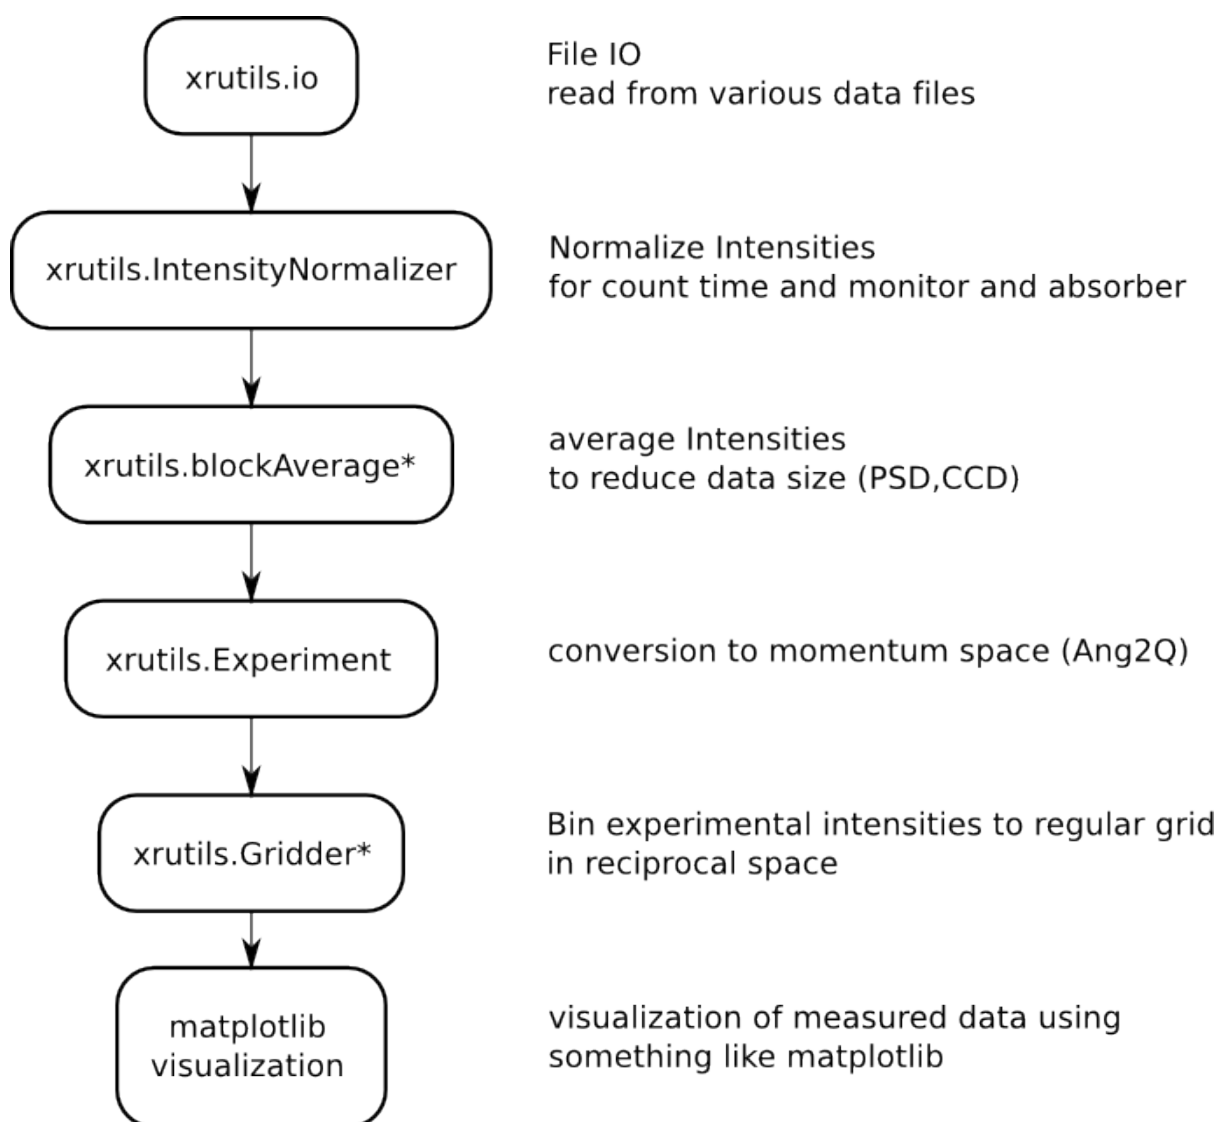 xrutils.io
File IO
read from various data files
xrutils.IntensityNormalizer
Normalize Intensities
for count time and monitor and absorber
xrutils.blockAverage*
average Intensities
to reduce data size (PSD,CCD)
xrutils.Experiment
conversion to momentum space (Ang2Q)
xrutils.Gridder*
Bin experimental intensities to regular grid
in reciprocal space
matplotlib
visualization
visualization of measured data using
something like matplotlib